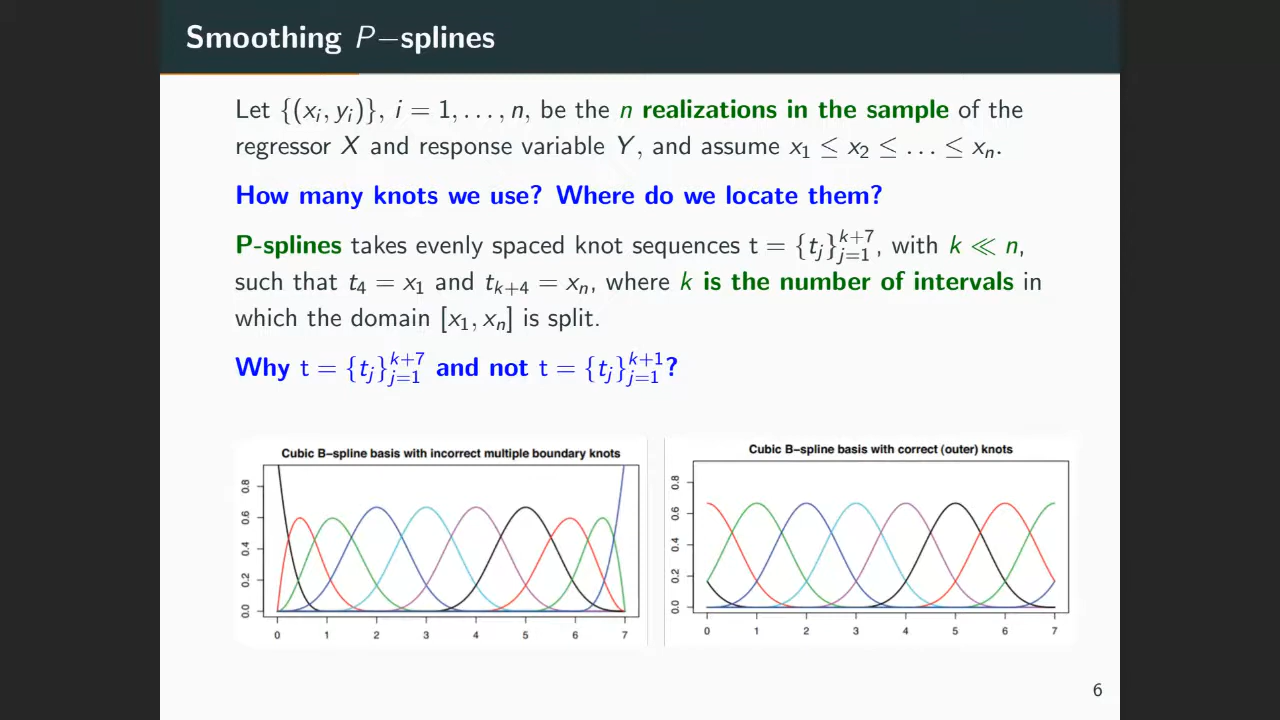 Smoothing P−splines
Let {(xᵢ, yᵢ)}, i = 1, . . . , n, be the n realizations in the sample of the
regressor X and response variable Y, and assume x₁ ≤ x₂ ≤ . . . ≤ xₙ.
How many knots we use? Where do we locate them?
P-splines takes evenly spaced knot sequences t = {tⱼ}ⱼ₌₁ᵏ⁺⁷, with k ≪ n,
such that t₄ = x₁ and tₖ₊₄ = xₙ, where k is the number of intervals in
which the domain [x₁, xₙ] is split.
Why t = {tⱼ}ⱼ₌₁ᵏ⁺⁷ and not t = {tⱼ}ⱼ₌₁ᵏ⁺¹?
Cubic B-spline basis with incorrect multiple boundary knots
0.8
0.6
0.4
0.2
0.0
0 1 2 3 4 5 6 7
Cubic B-spline basis with correct (outer) knots
0.8
0.6
0.4
0.2
0.0
0 1 2 3 4 5 6 7
6